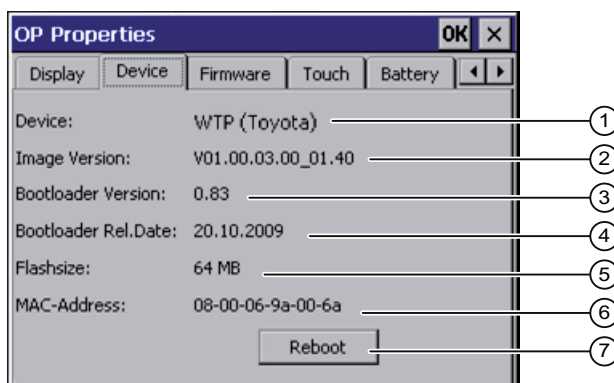 OP Properties OK ×
Display Device Firmware Touch Battery
Device: WTP (Toyota) 1
Image Version: V01.00.03.00_01.40 2
Bootloader Version: 0.83 3
Bootloader Rel.Date: 20.10.2009 4
Flashsize: 64 MB 5
MAC-Address: 08-00-06-9a-00-6a 6
Reboot 7